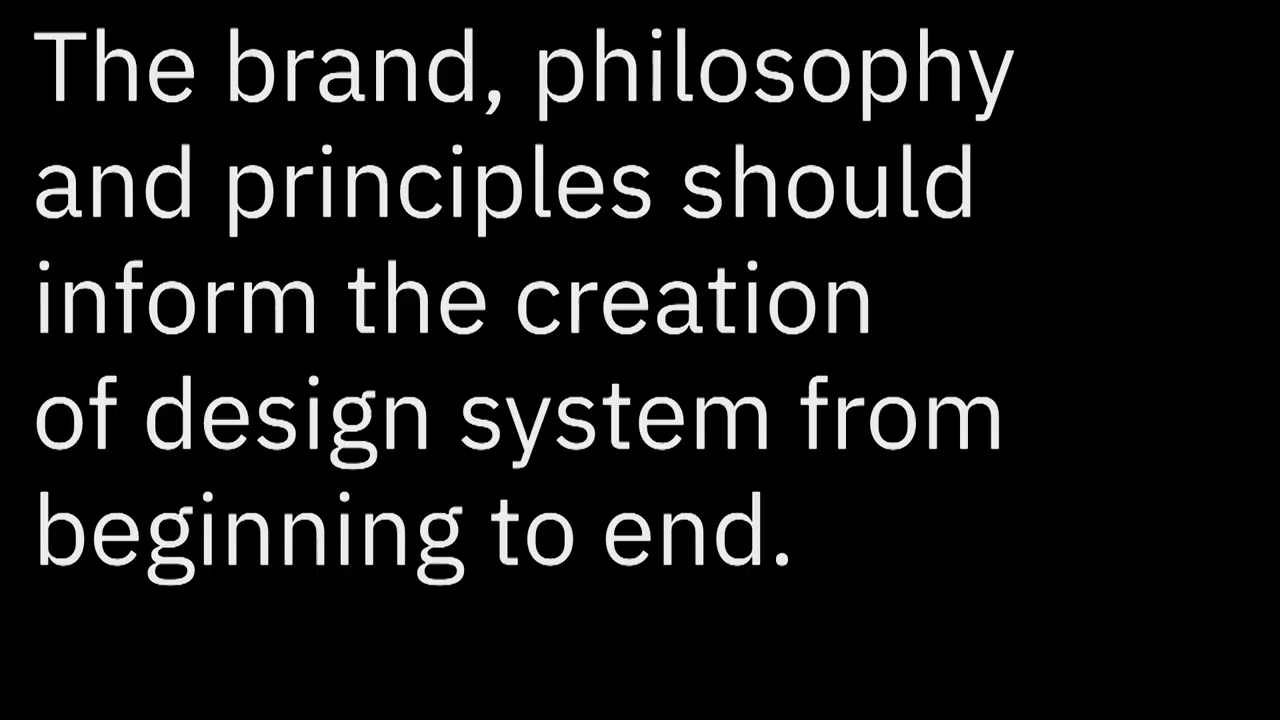 The brand, philosophy
and principles should
inform the creation
of design system from
beginning to end.